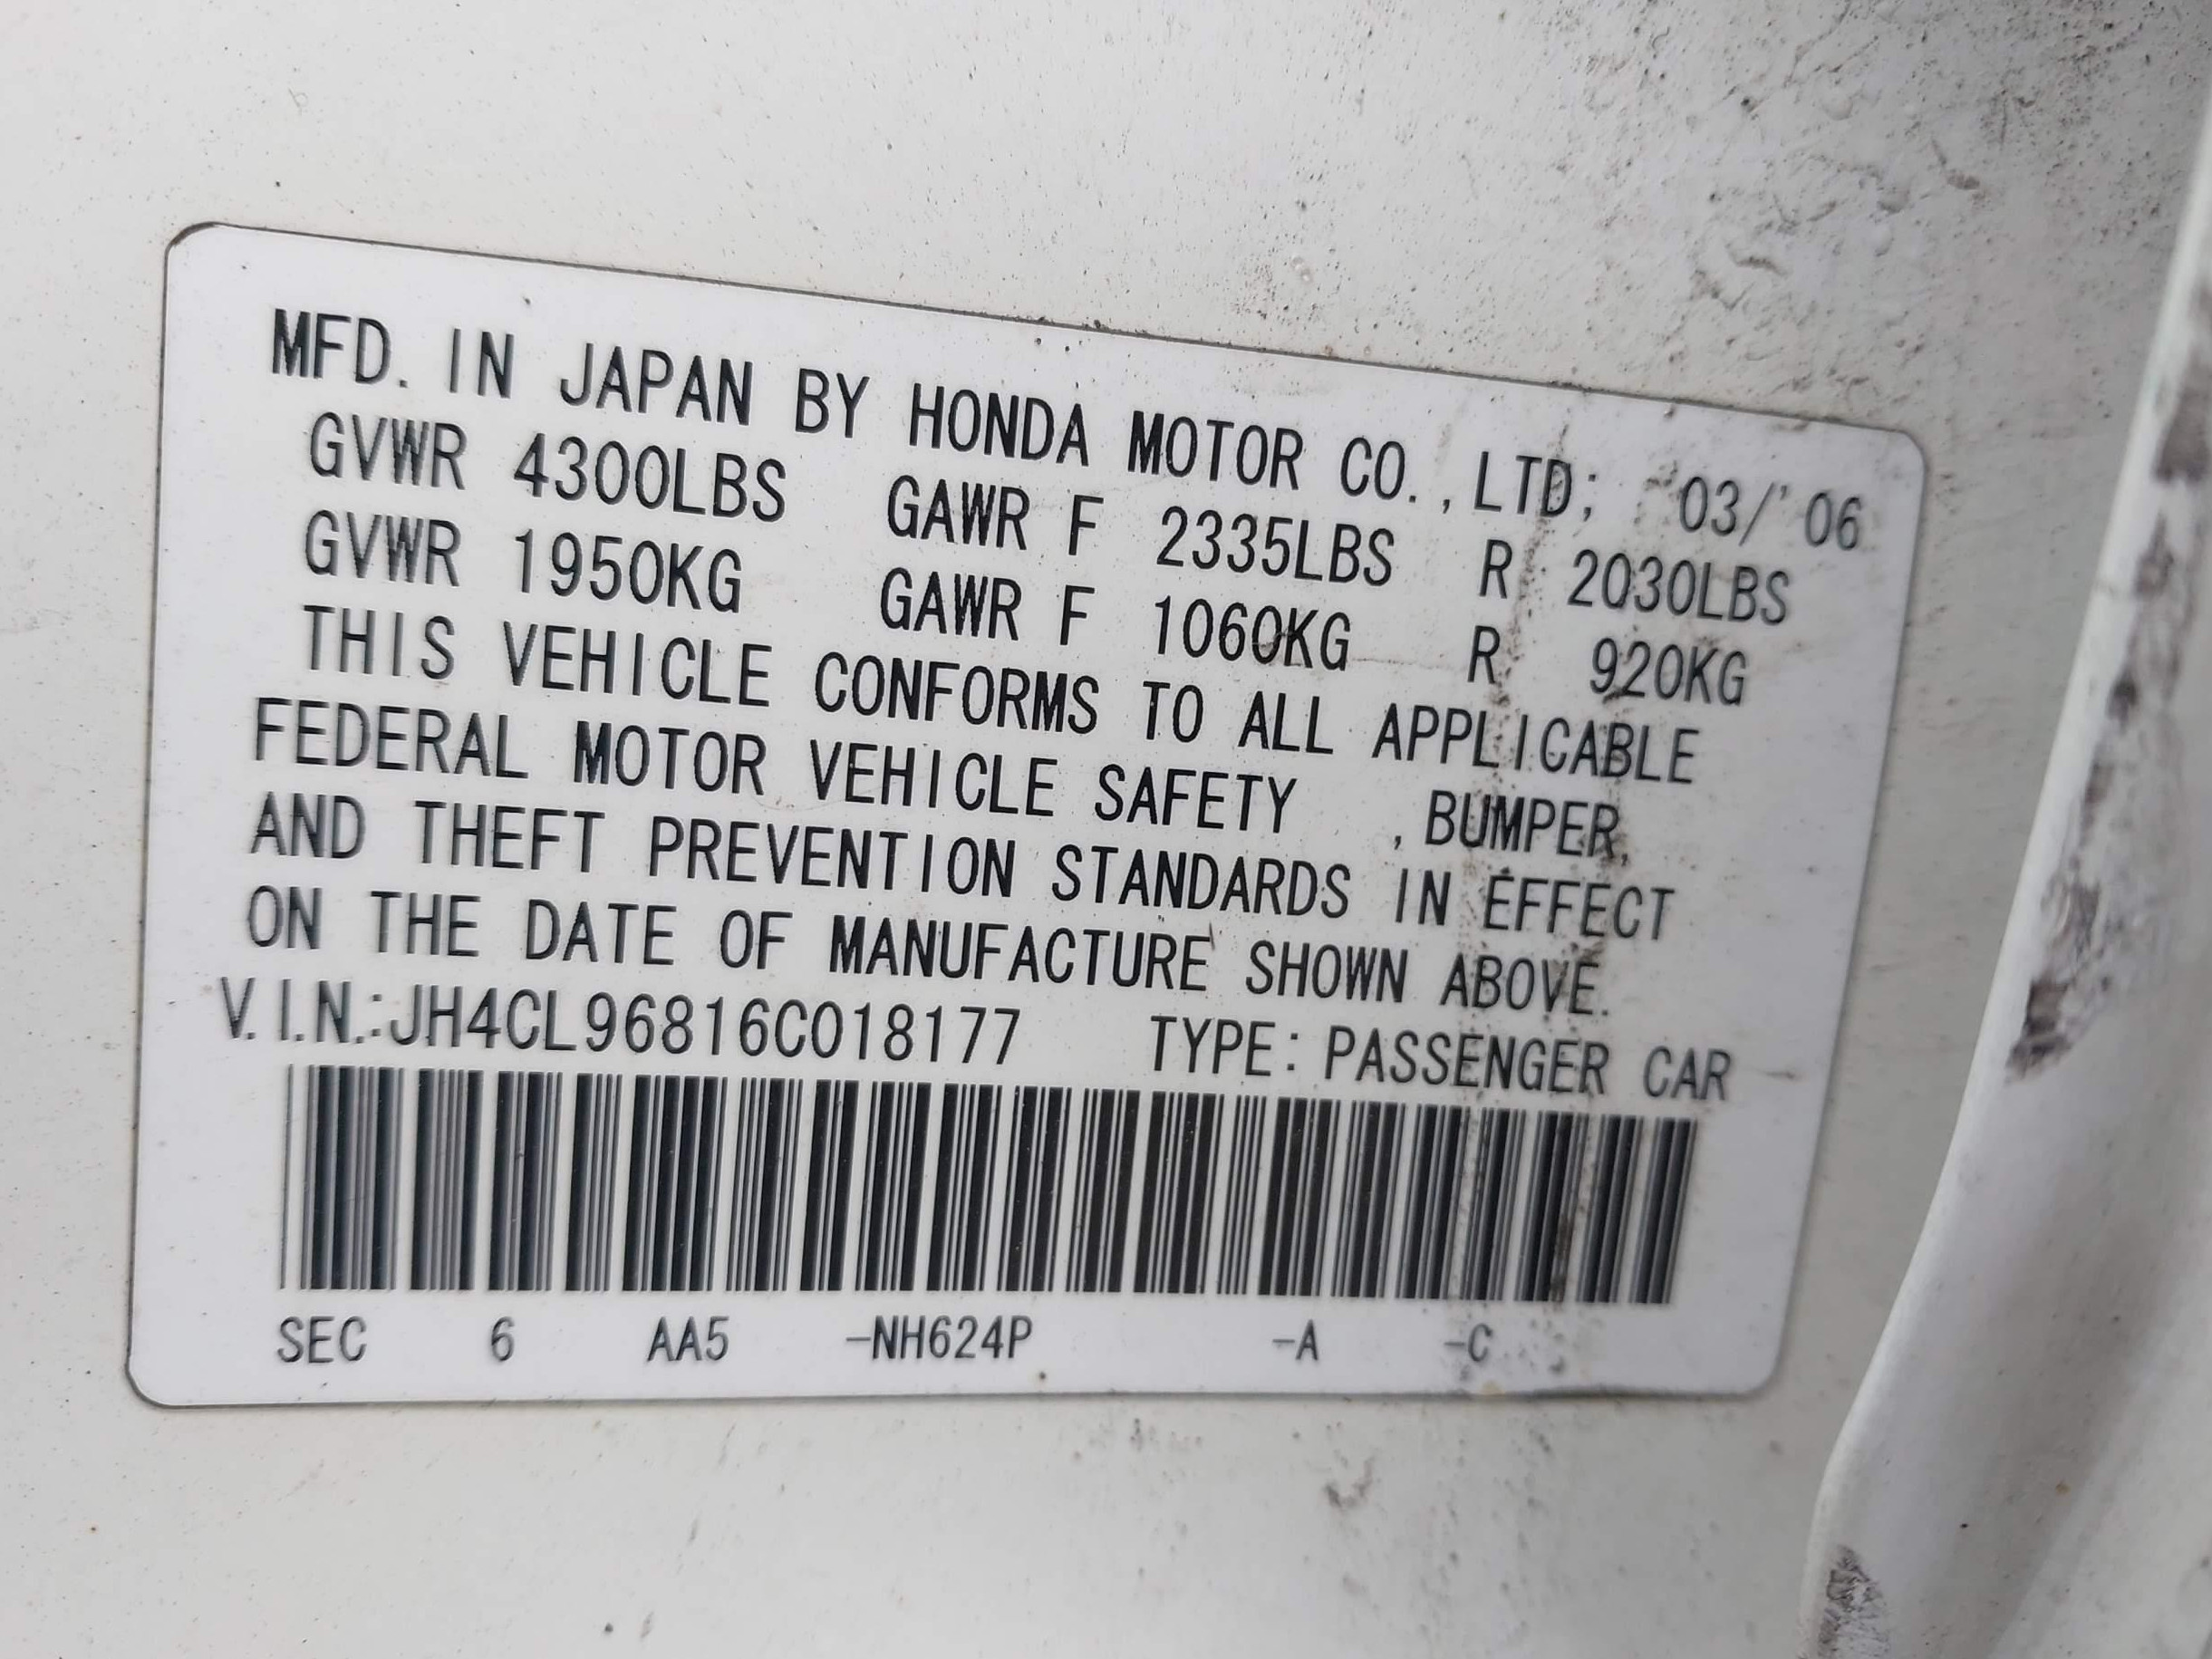 MFD. IN JAPAN BY HONDA MOTOR CO.,LTD; 03/'06
GVWR 4300LBS GAWR F 2335LBS R 2030LBS
GVWR 1950KG GAWR F 1060KG R 920KG
THIS VEHICLE CONFORMS TO ALL APPLICABLE
FEDERAL MOTOR VEHICLE SAFETY ,BUMPER,
AND THEFT PREVENTION STANDARDS IN EFFECT
ON THE DATE OF MANUFACTURE SHOWN ABOVE.
V.I.N.:JH4CL96816C018177 TYPE: PASSENGER CAR
SEC 6 AA5 -NH624P -A -C